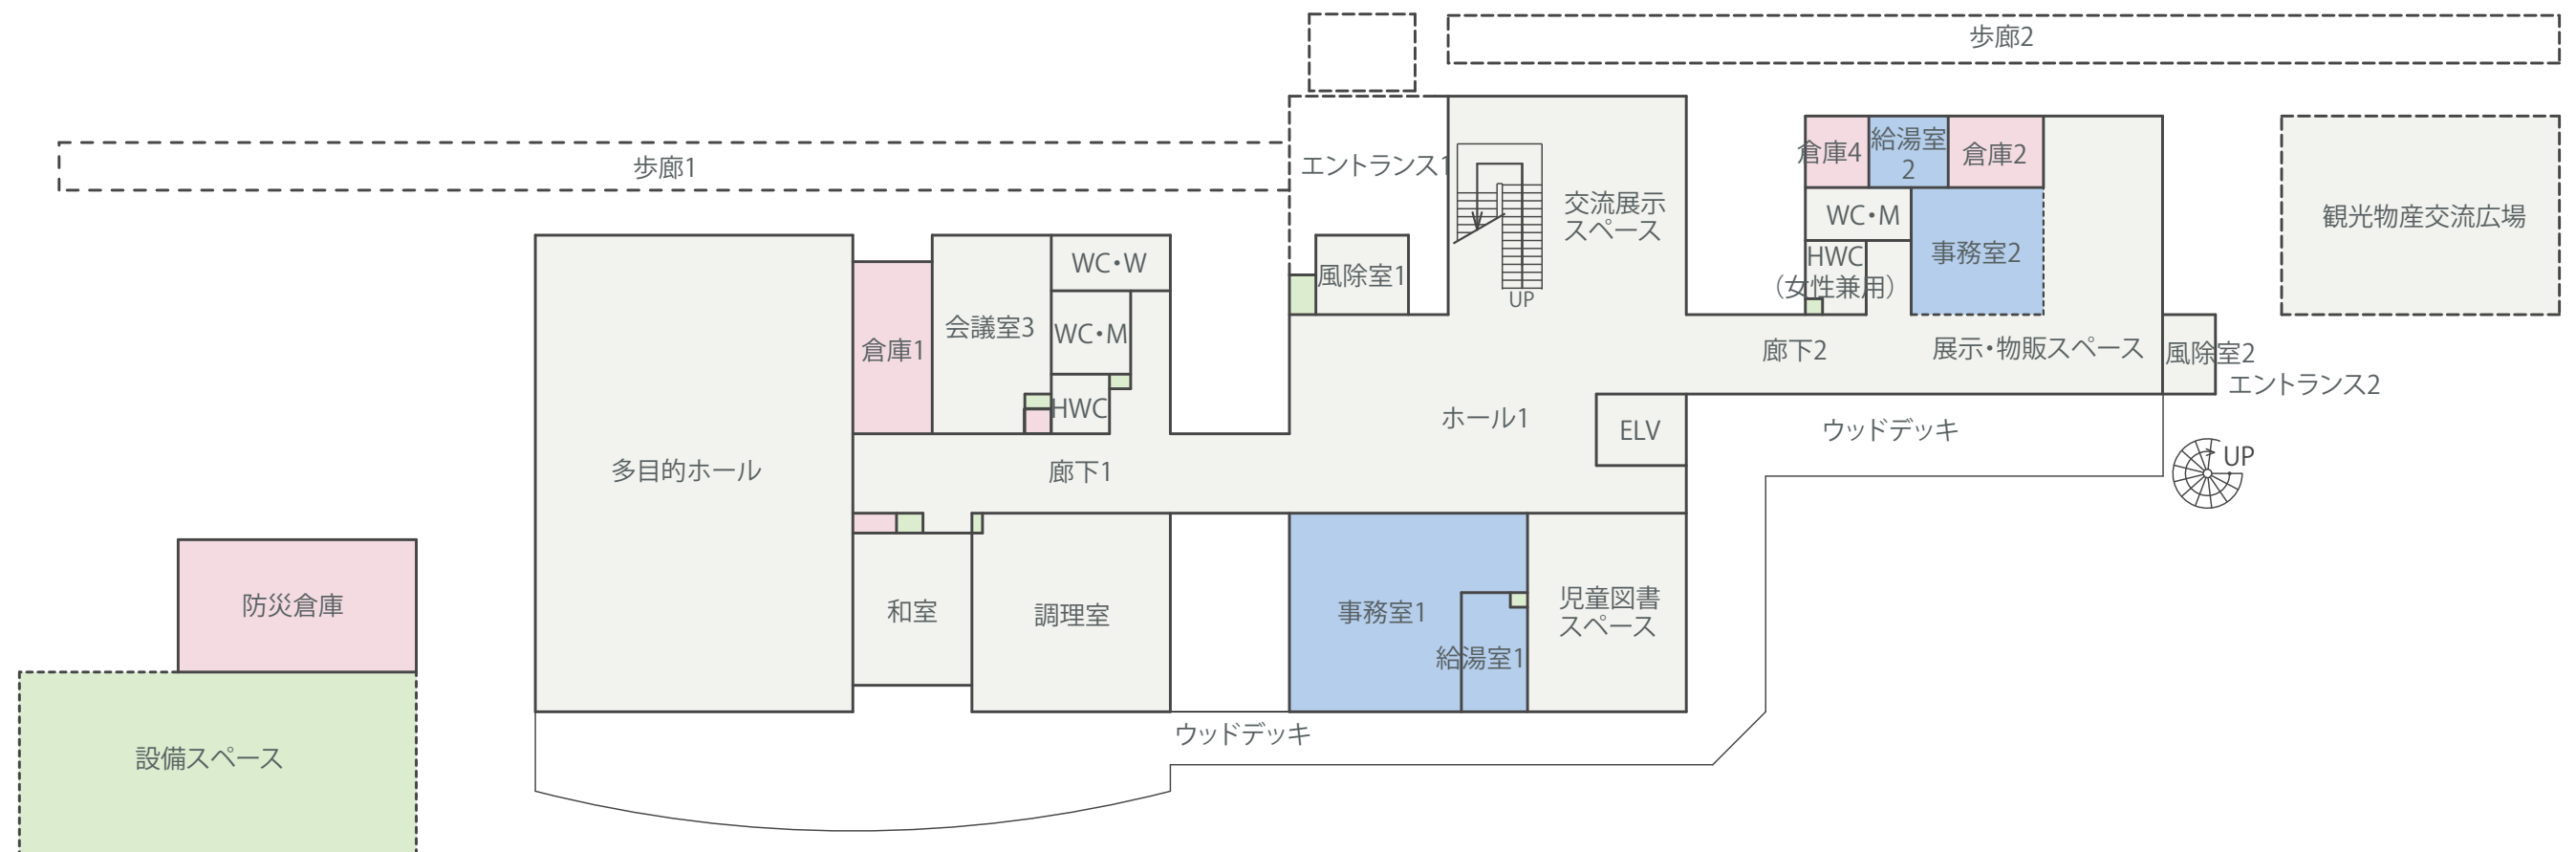 歩廊2
歩廊1
エントランス1
交流展示
スペース
UP
風除室1
倉庫4
給湯室
2
倉庫2
WC・M
HWC
（女性兼用）
事務室2
観光物産交流広場
WC・W
会議室3
WC・M
倉庫1
HWC
廊下2
展示・物販スペース
風除室2
エントランス2
ホール1
ELV
ウッドデッキ
UP
多目的ホール
廊下1
防災倉庫
和室
調理室
事務室1
給湯室1
児童図書
スペース
ウッドデッキ
設備スペース